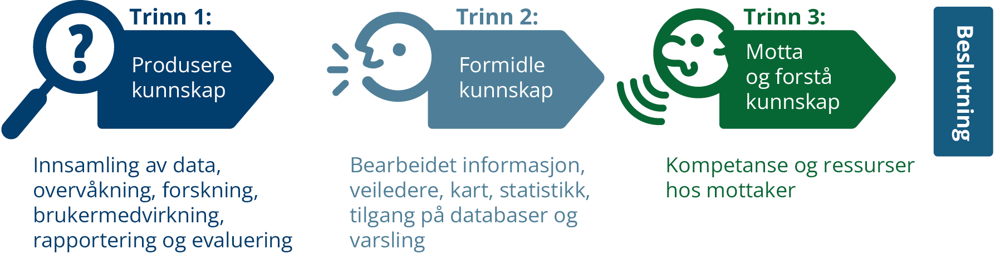 Trinn 1:
?
Produsere
kunnskap
Innsamling av data,
overvåkning, forskning,
brukermedvirkning,
rapportering og evaluering
Trinn 2:
Formidle
kunnskap
Bearbeidet informasjon,
veiledere, kart, statistikk,
tilgang på databaser og
varsling
Trinn 3:
Motta
og forstå
kunnskap
Kompetanse og ressurser
hos mottaker
Beslutning